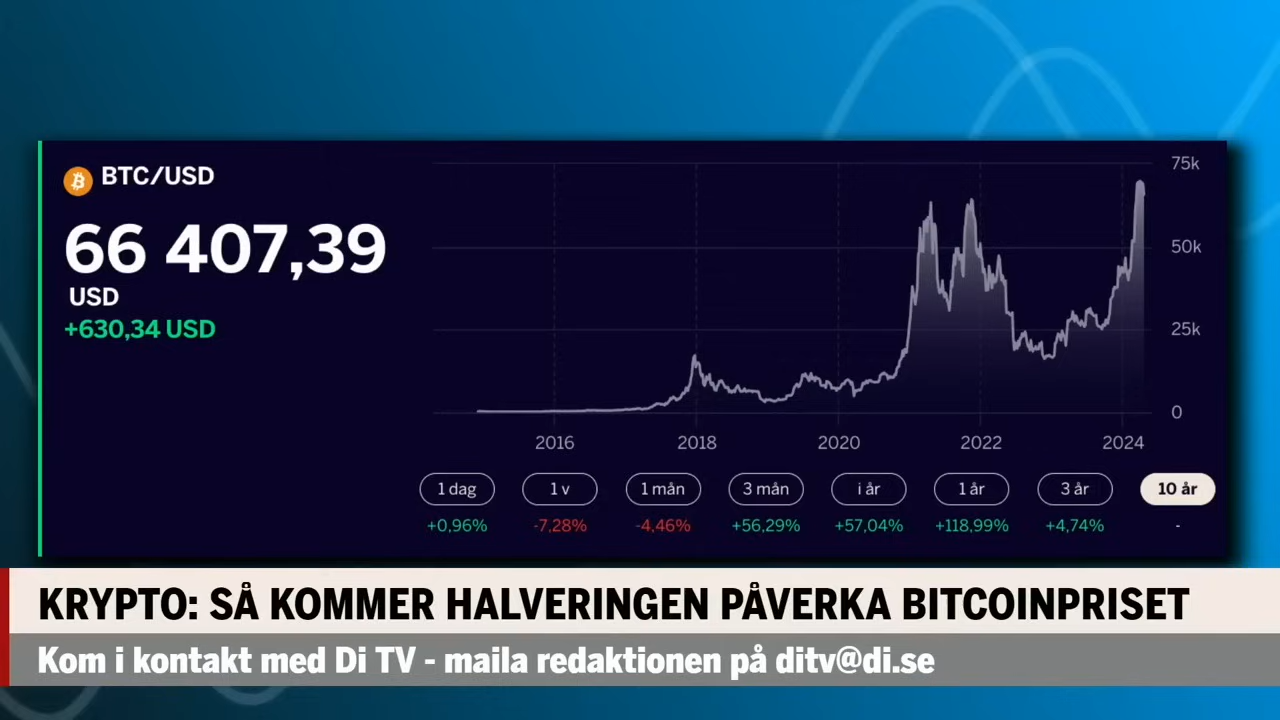 BTC/USD
66 407,39
USD
+630,34 USD
75k
50k
25k
0
2016 2018 2020 2022 2024
1 dag 1 v 1 mån 3 mån i år 1 år 3 år 10 år
+0,96% -7,28% -4,46% +56,29% +57,04% +118,99% +4,74% -
KRYPTO: SÅ KOMMER HALVERINGEN PÅVERKA BITCOINPRISET
Kom i kontakt med Di TV - maila redaktionen på ditv@di.se